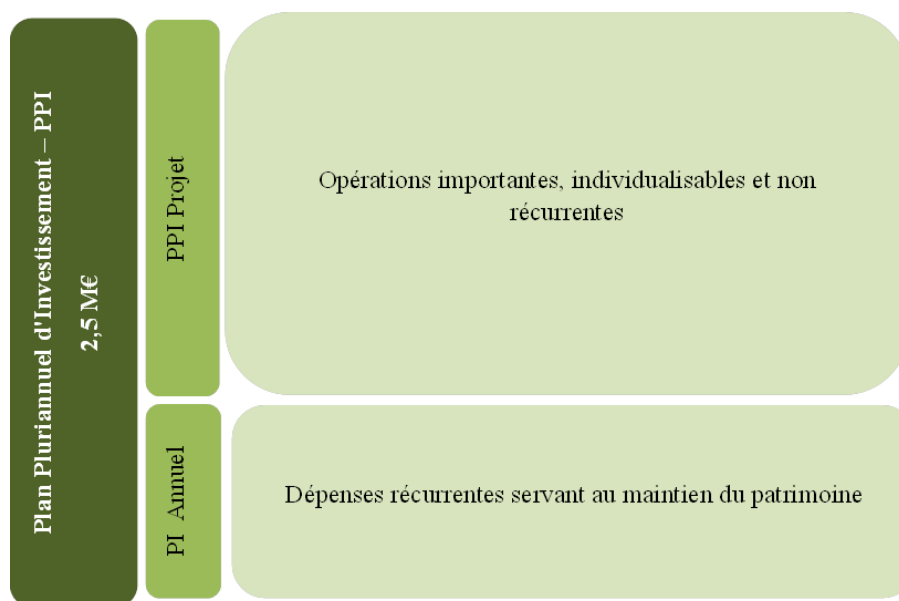 Plan Pluriannuel d'Investissement – PPI
2,5 M€
PPI Projet
Opérations importantes, individualisables et non
récurrentes
PI Annuel
Dépenses récurrentes servant au maintien du patrimoine